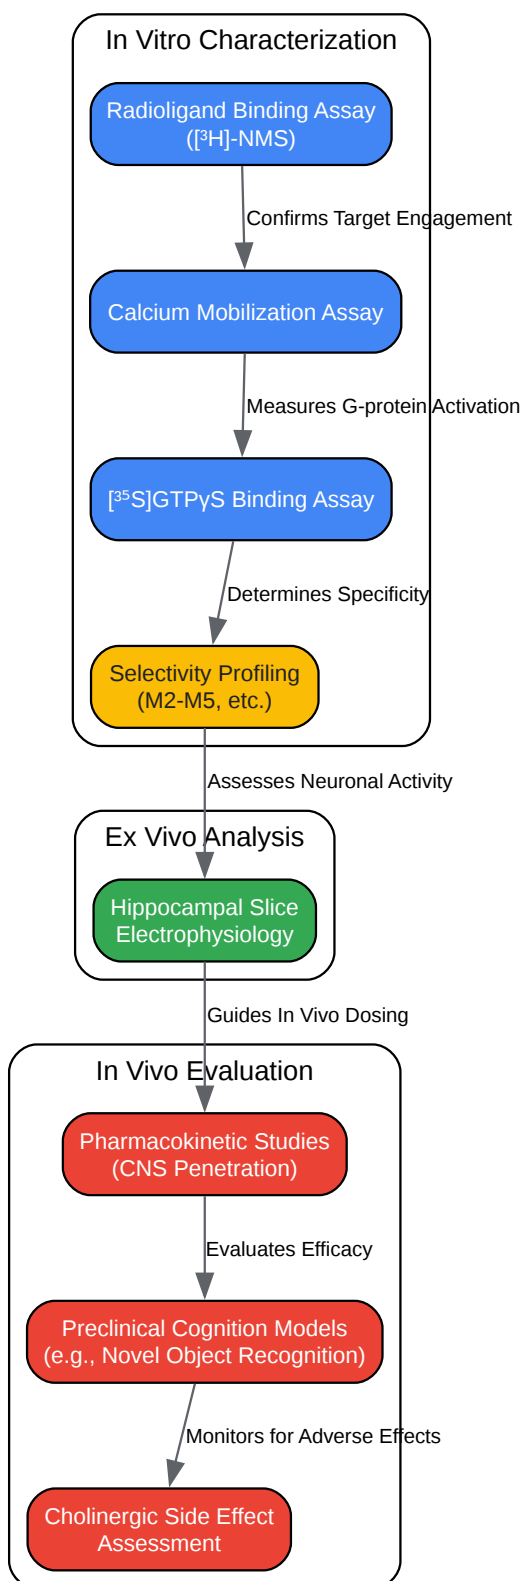 In Vitro Characterization
Radioligand Binding Assay
([³H]-NMS)
Confirms Target Engagement
Calcium Mobilization Assay
Measures G-protein Activation
[³⁵S]GTPγS Binding Assay
Determines Specificity
Selectivity Profiling
(M2-M5, etc.)
Assesses Neuronal Activity
Ex Vivo Analysis
Hippocampal Slice
Electrophysiology
Guides In Vivo Dosing
In Vivo Evaluation
Pharmacokinetic Studies
(CNS Penetration)
Evaluates Efficacy
Preclinical Cognition Models
(e.g., Novel Object Recognition)
Monitors for Adverse Effects
Cholinergic Side Effect
Assessment